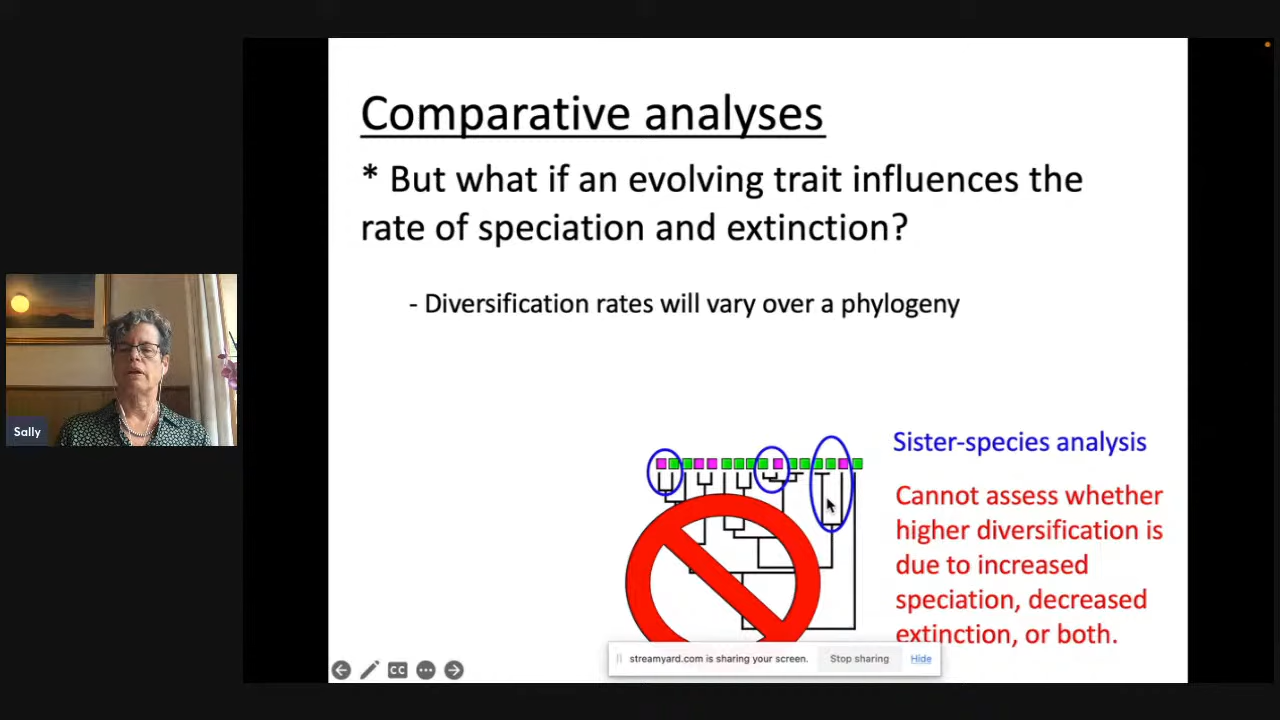 Comparative analyses
* But what if an evolving trait influences the
rate of speciation and extinction?
- Diversification rates will vary over a phylogeny
Sally
Sister-species analysis
Cannot assess whether
higher diversification is
due to increased
speciation, decreased
extinction, or both.
streamyard.com is sharing your screen.
Stop sharing
Hide
CC